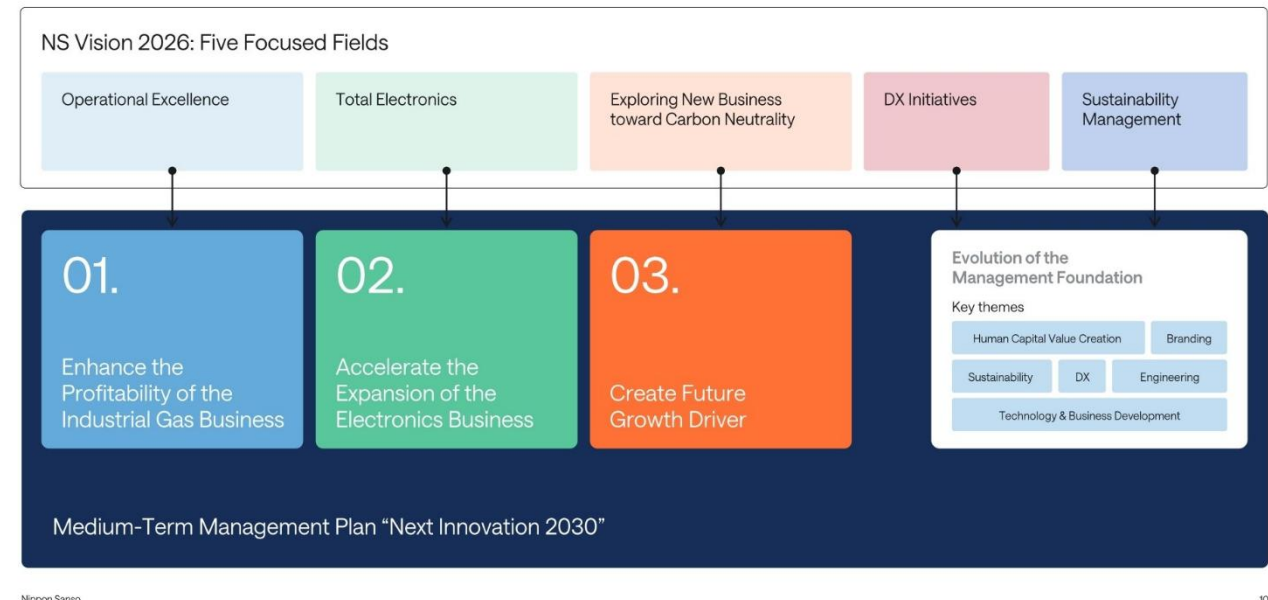 NS Vision 2026: Five Focused Fields
Operational Excellence
Total Electronics
Exploring New Business
toward Carbon Neutrality
DX Initiatives
Sustainability
Management
01.
Enhance the
Profitability of the
Industrial Gas Business
02.
Accelerate the
Expansion of the
Electronics Business
03.
Create Future
Growth Driver
Evolution of the
Management Foundation
Key themes
Human Capital Value Creation
Branding
Sustainability
DX
Engineering
Technology & Business Development
Medium-Term Management Plan “Next Innovation 2030”
Nippon Sanso
10